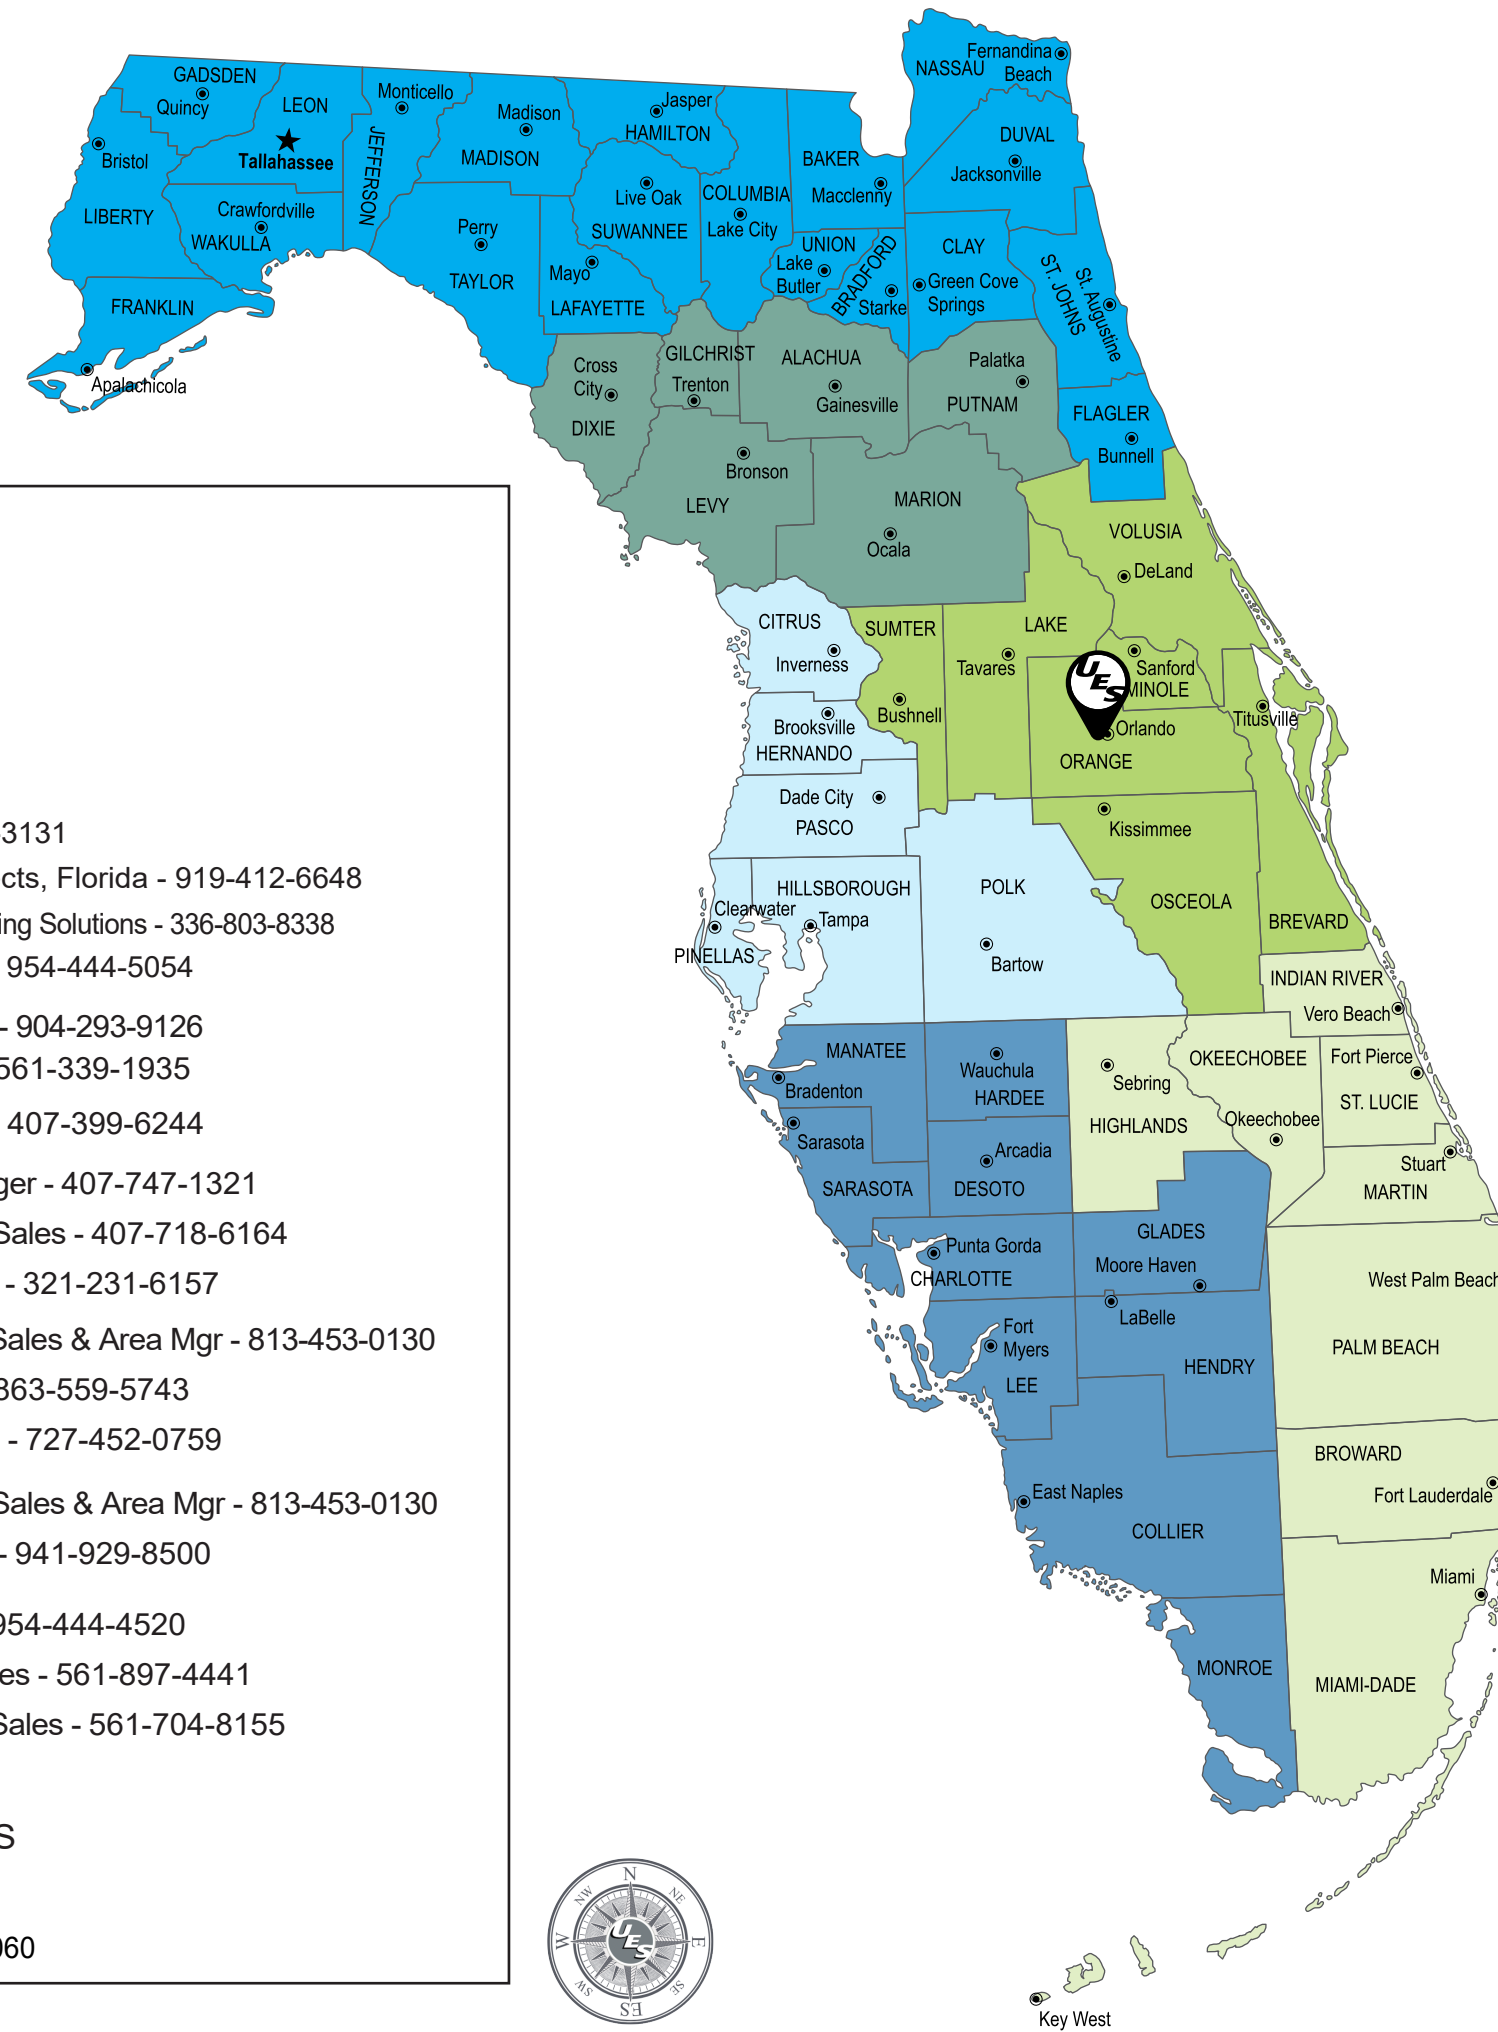 Fernandina
Beach
NASSAU
GADSDEN
Quincy
LEON
Tallahassee
Monticello
JEFFERSON
Madison
MADISON
Jasper
HAMILTON
BAKER
Macclenny
DUVAL
Jacksonville
Bristol
LIBERTY
Crawfordville
WAKULLA
Perry
TAYLOR
Live Oak
SUWANNEE
COLUMBIA
Lake City
UNION
Lake
Butler
BRADFORD
Starke
CLAY
Green Cove
Springs
ST. JOHNS
St. Augustine
Mayo
LAFAYETTE
FRANKLIN
Apalachicola
Cross
City
DIXIE
GILCHRIST
Trenton
ALACHUA
Gainesville
Palatka
PUTNAM
FLAGLER
Bunnell
Bronson
LEVY
MARION
Ocala
VOLUSIA
DeLand
CITRUS
Inverness
SUMTER
Bushnell
LAKE
Tavares
UES
Sanford
MINOLE
Titusville
Orlando
ORANGE
Brooksville
HERNANDO
Dade City
PASCO
Kissimmee
OSCEOLA
BREVARD
HILLSBOROUGH
Clearwater
Tampa
PINELLAS
POLK
Bartow
INDIAN RIVER
Vero Beach
MANATEE
Bradenton
Wauchula
HARDEE
Sebring
HIGHLANDS
OKEECHOBEE
Okeechobee
Fort Pierce
ST. LUCIE
Sarasota
SARASOTA
Arcadia
DESOTO
Stuart
MARTIN
Punta Gorda
CHARLOTTE
GLADES
Moore Haven
LaBelle
HENDRY
West Palm Beach
PALM BEACH
Fort
Myers
LEE
BROWARD
Fort Lauderdale
East Naples
COLLIER
Miami
MIAMI-DADE
MONROE
Key West
3131
cts, Florida - 919-412-6648
ing Solutions - 336-803-8338
954-444-5054
- 904-293-9126
561-339-1935
407-399-6244
ger - 407-747-1321
Sales - 407-718-6164
- 321-231-6157
Sales & Area Mgr - 813-453-0130
863-559-5743
- 727-452-0759
Sales & Area Mgr - 813-453-0130
- 941-929-8500
954-444-4520
es - 561-897-4441
Sales - 561-704-8155
S
060
N
NE
E
SE
ES
SW
W
NW
UES